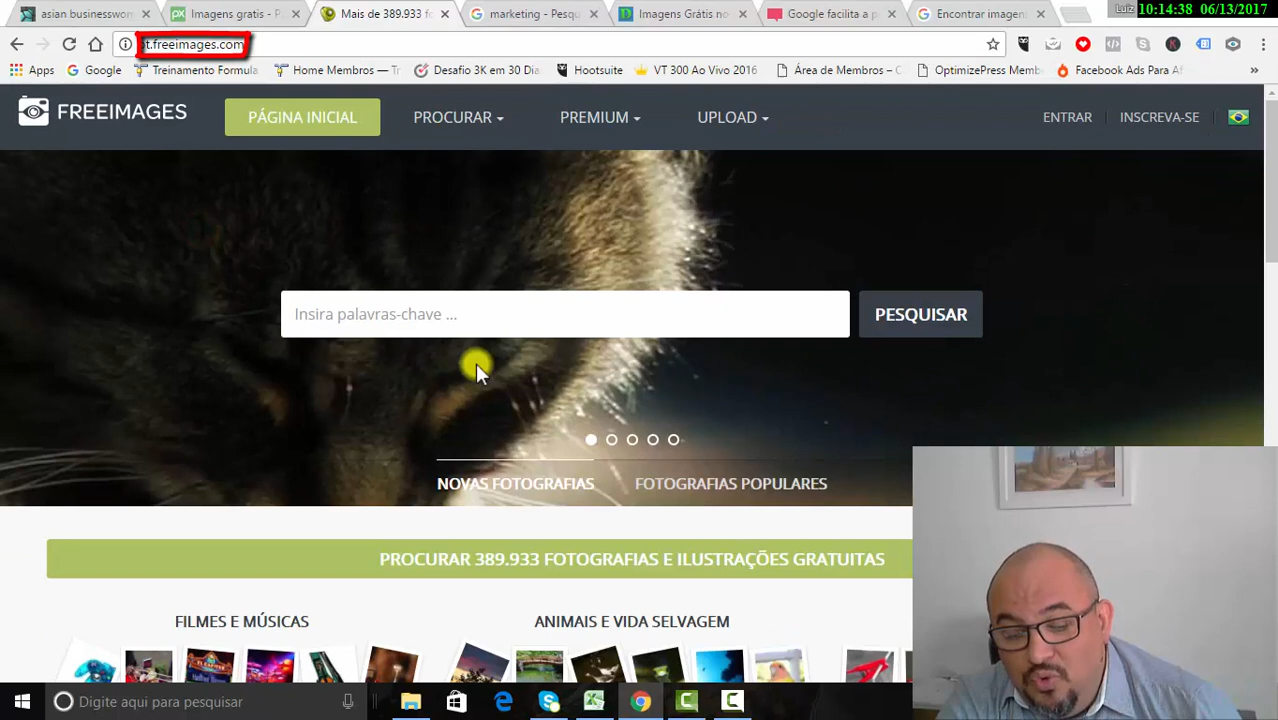 asian businesswom
Imagens gratis - P
Mais de 389.933 fo
marketing - Pesqu
Imagens Grátis no
Google facilita a p
Encontrar imagen
Luiz 10:14:38 06/13/2017
pt.freeimages.com
Apps
Google
Treinamento Formula
Home Membros — Tr
Desafio 3K em 30 Dia
Hootsuite
VT 300 Ao Vivo 2016
Área de Membros – C
OptimizePress Memb
Facebook Ads Para A
FREEIMAGES
PÁGINA INICIAL
PROCURAR
PREMIUM
UPLOAD
ENTRAR
INSCREVA-SE
Insira palavras-chave ...
PESQUISAR
NOVAS FOTOGRAFIAS
FOTOGRAFIAS POPULARES
PROCURAR 389.933 FOTOGRAFIAS E ILUSTRAÇÕES GRATUITAS
FILMES E MÚSICAS
ANIMAIS E VIDA SELVAGEM
Digite aqui para pesquisar